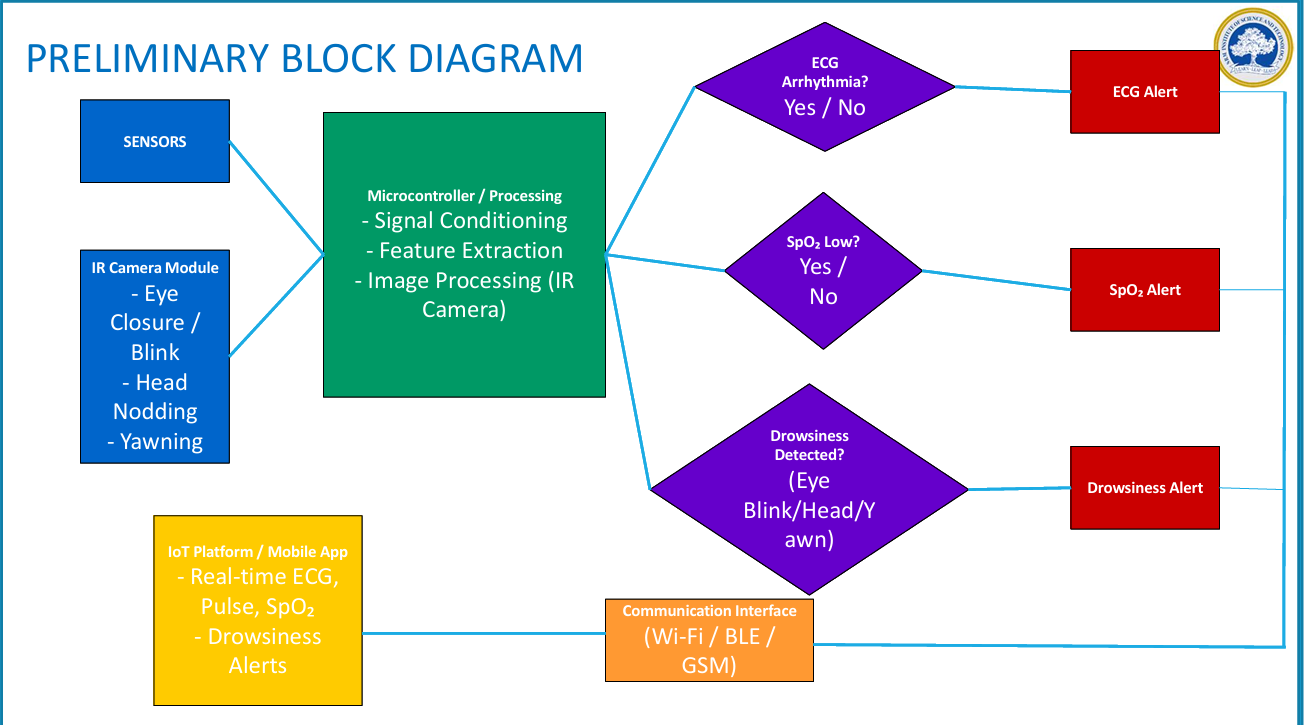 PRELIMINARY BLOCK DIAGRAM
SENSORS
IR Camera Module
- Eye
Closure /
Blink
- Head
Nodding
- Yawning
Microcontroller / Processing
- Signal Conditioning
- Feature Extraction
- Image Processing (IR
Camera)
ECG
Arrhythmia?
Yes / No
ECG Alert
SpO₂ Low?
Yes /
No
SpO₂ Alert
Drowsiness
Detected?
(Eye
Blink/Head/Y
awn)
Drowsiness Alert
IoT Platform / Mobile App
- Real-time ECG,
Pulse, SpO₂
- Drowsiness
Alerts
Communication Interface
(Wi-Fi / BLE /
GSM)